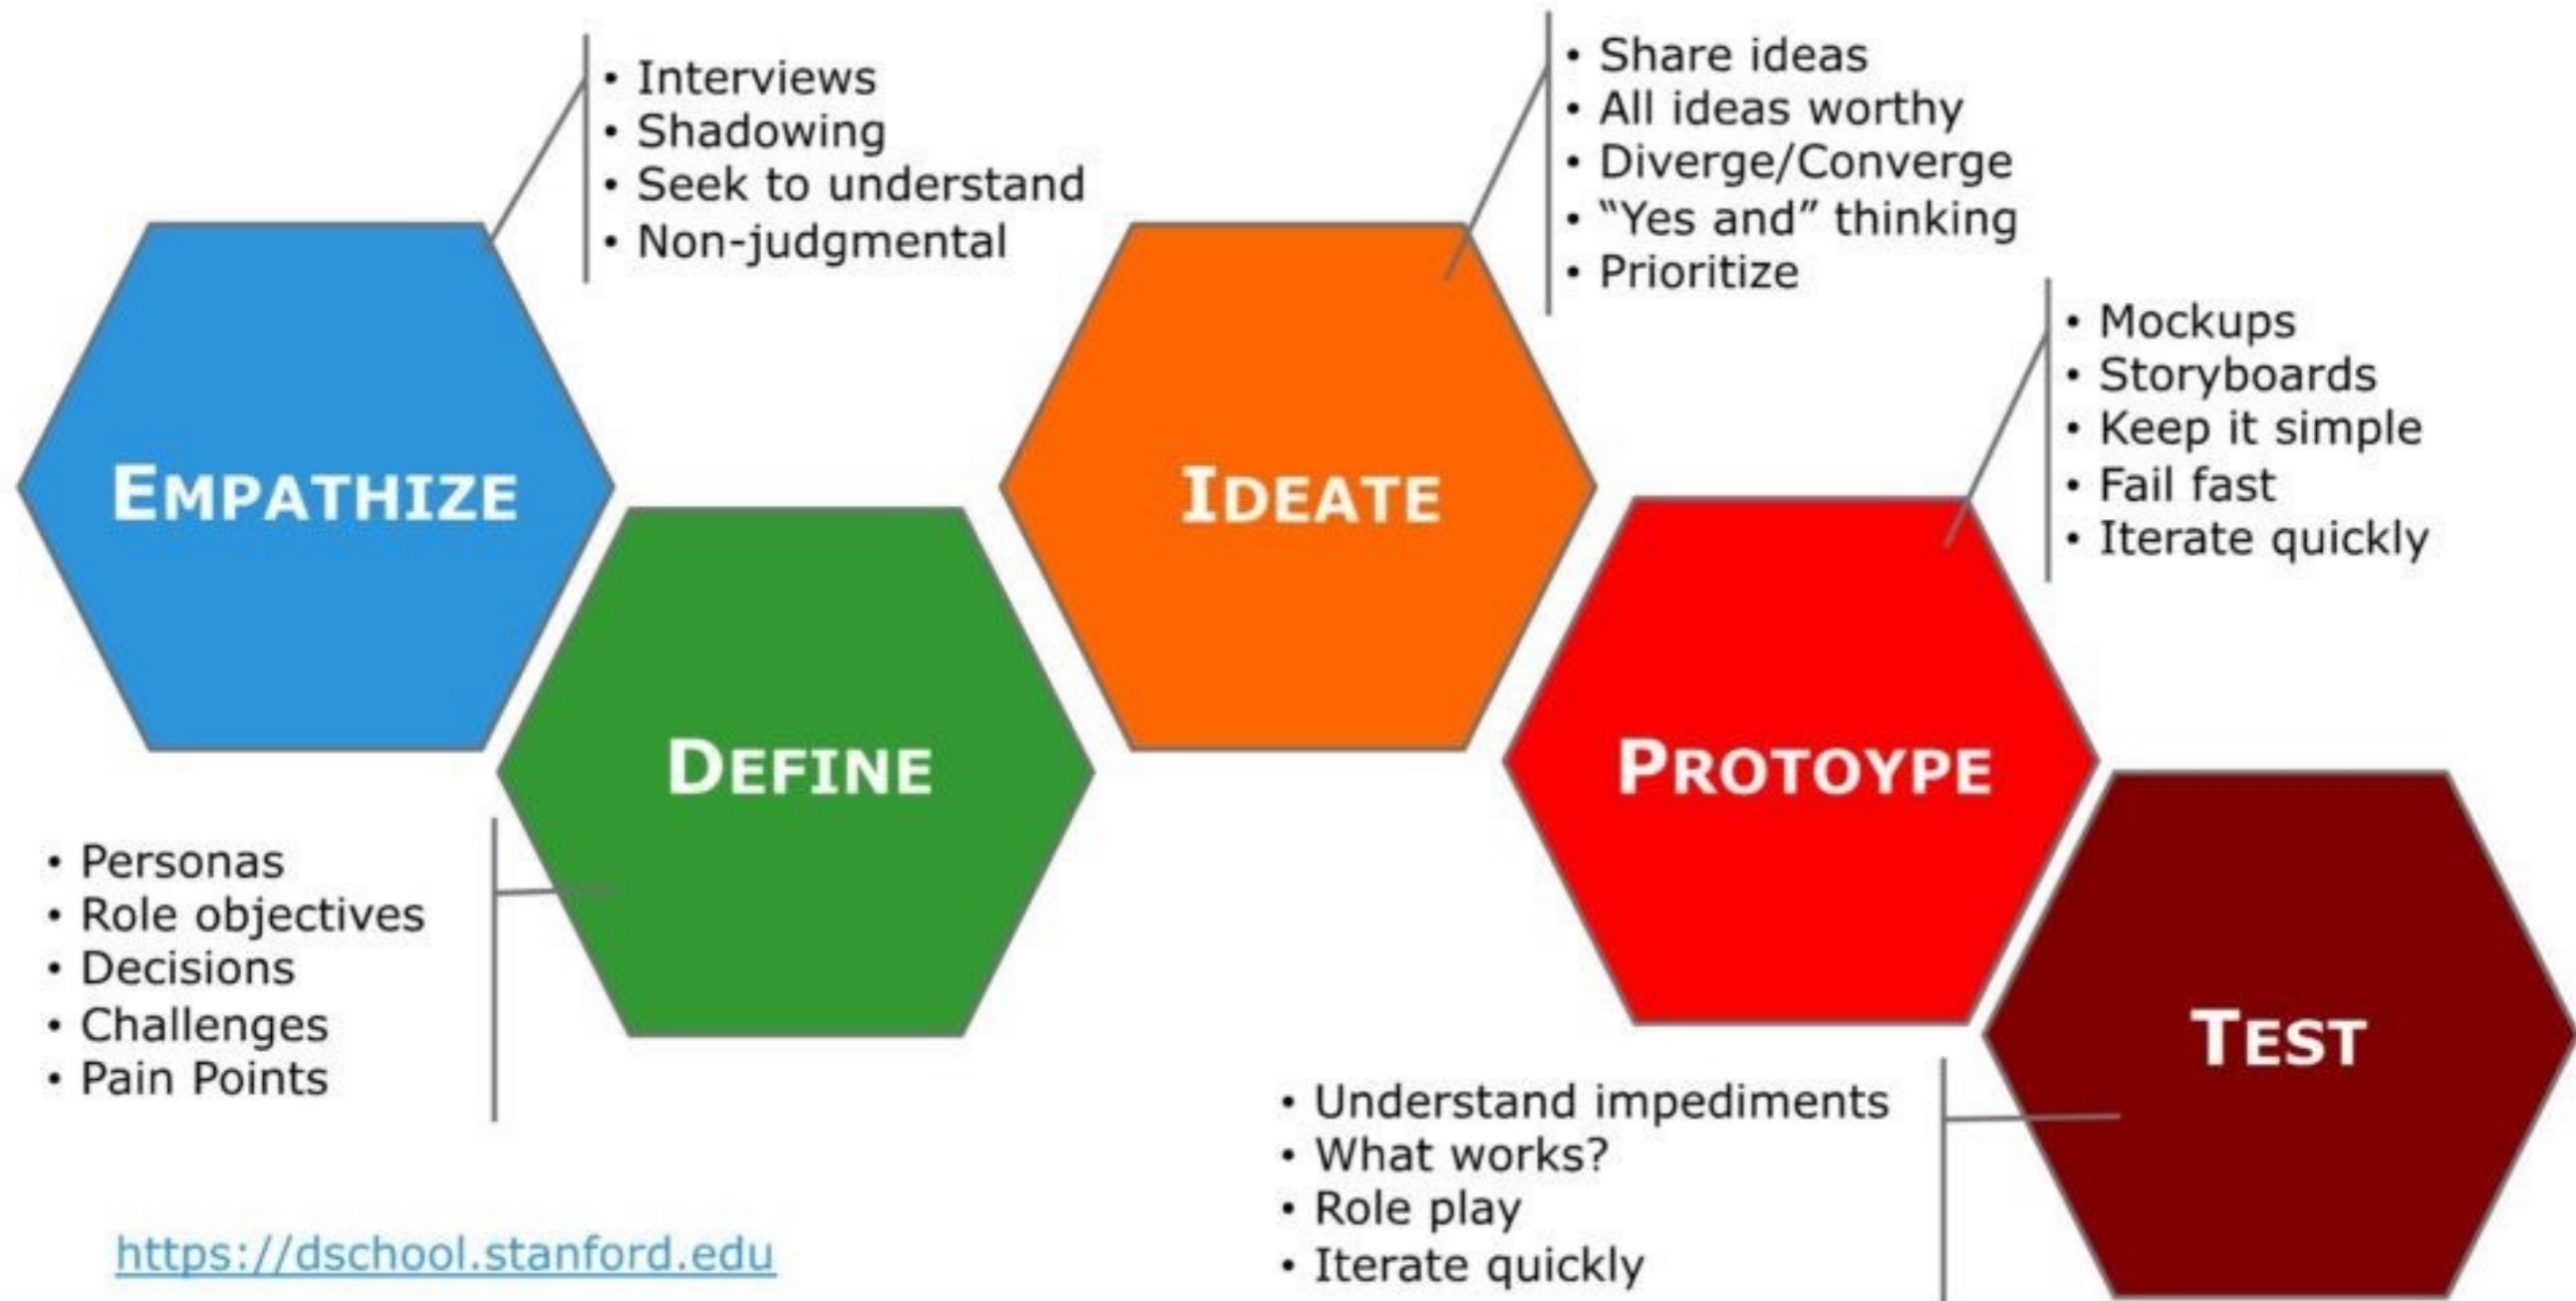 EMPATHIZE
• Interviews
• Shadowing
• Seek to understand
• Non-judgmental
DEFINE
• Personas
• Role objectives
• Decisions
• Challenges
• Pain Points
IDEATE
• Share ideas
• All ideas worthy
• Diverge/Converge
• “Yes and” thinking
• Prioritize
PROTOYPE
• Mockups
• Storyboards
• Keep it simple
• Fail fast
• Iterate quickly
TEST
• Understand impediments
• What works?
• Role play
• Iterate quickly
https://dschool.stanford.edu